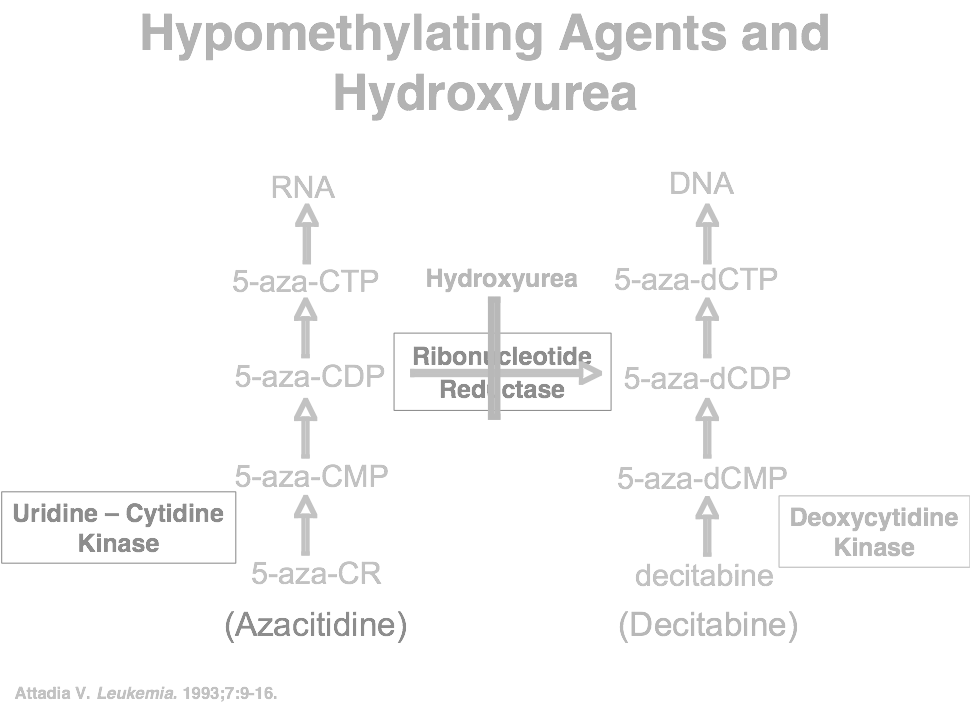 Hypomethylating Agents and
Hydroxyurea
RNA
DNA
5-aza-CTP
Hydroxyurea
5-aza-dCTP
Ribonucleotide
Reductase
5-aza-CDP
5-aza-dCDP
5-aza-CMP
5-aza-dCMP
Uridine – Cytidine
Kinase
Deoxycytidine
Kinase
5-aza-CR
decitabine
(Azacitidine)
(Decitabine)
Attadia V. Leukemia. 1993;7:9-16.